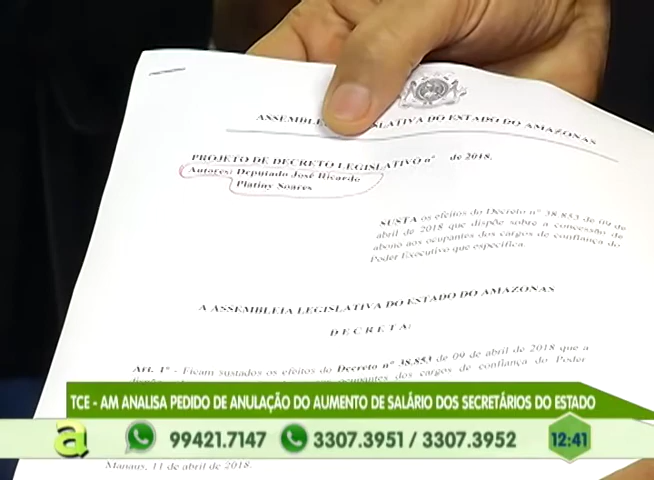 ASSEMBLEIA LEGISLATIVA DO ESTADO DO AMAZONAS
PROJETO DE DECRETO LEGISLATIVO nº de 2018.
Autores: Deputado José Ricardo
Platiny Soares
SUSTA os efeitos do Decreto nº 38.853 de 09 de
abril de 2018 que dispõe sobre a concessão de
abono aos ocupantes dos cargos de confiança do
Poder Executivo que especifica.
A ASSEMBLEIA LEGISLATIVA DO ESTADO DO AMAZONAS
DECRETA:
Art. 1º - Ficam sustados os efeitos do Decreto nº 38.853 de 09 de abril de 2018 que a
ocupantes dos cargos de confiança do Poder
TCE - AM ANALISA PEDIDO DE ANULAÇÃO DO AUMENTO DE SALÁRIO DOS SECRETÁRIOS DO ESTADO
a 99421.7147 3307.3951 / 3307.3952 12:41
Manaus, 11 de abril de 2018.